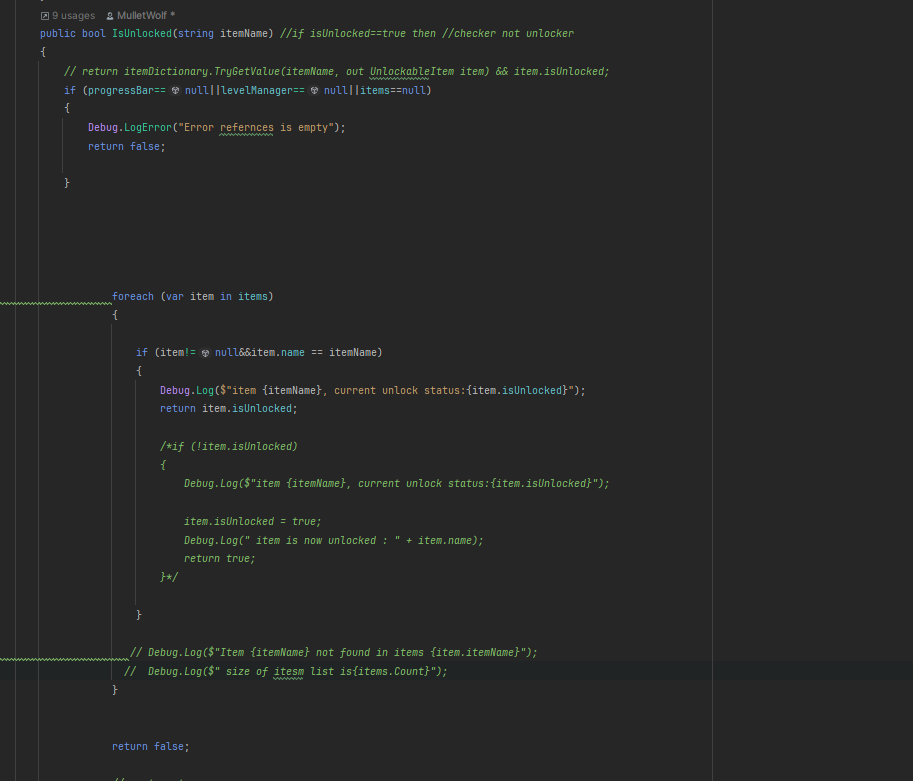 9 usages MulletWolf *
public bool IsUnlocked(string itemName) //if isUnlocked==true then //checker not unlocker
{
// return itemDictionary.TryGetValue(itemName, out UnlockableItem item) && item.isUnlocked;
if (progressBar== null||levelManager== null||items==null)
{
Debug.LogError("Error refernces is empty");
return false;
}
foreach (var item in items)
{
if (item!= null&&item.name == itemName)
{
Debug.Log($"item {itemName}, current unlock status:{item.isUnlocked}");
return item.isUnlocked;
/*if (!item.isUnlocked)
{
Debug.Log($"item {itemName}, current unlock status:{item.isUnlocked}");
item.isUnlocked = true;
Debug.Log(" item is now unlocked : " + item.name);
return true;
}*/
}
// Debug.Log($"Item {itemName} not found in items {item.itemName}");
// Debug.Log($" size of itesm list is{items.Count}");
}
return false;